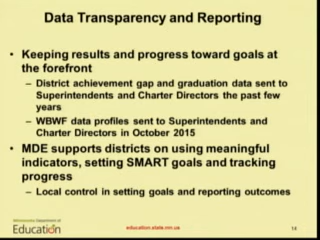 Data Transparency and Reporting
• Keeping results and progress toward goals at
the forefront
– District achievement gap and graduation data sent to
Superintendents and Charter Directors the past few
years
– WBWF data profiles sent to Superintendents and
Charter Directors in October 2015
• MDE supports districts on using meaningful
indicators, setting SMART goals and tracking
progress
– Local control in setting goals and reporting outcomes
Minnesota Department of
Education
education.state.mn.us